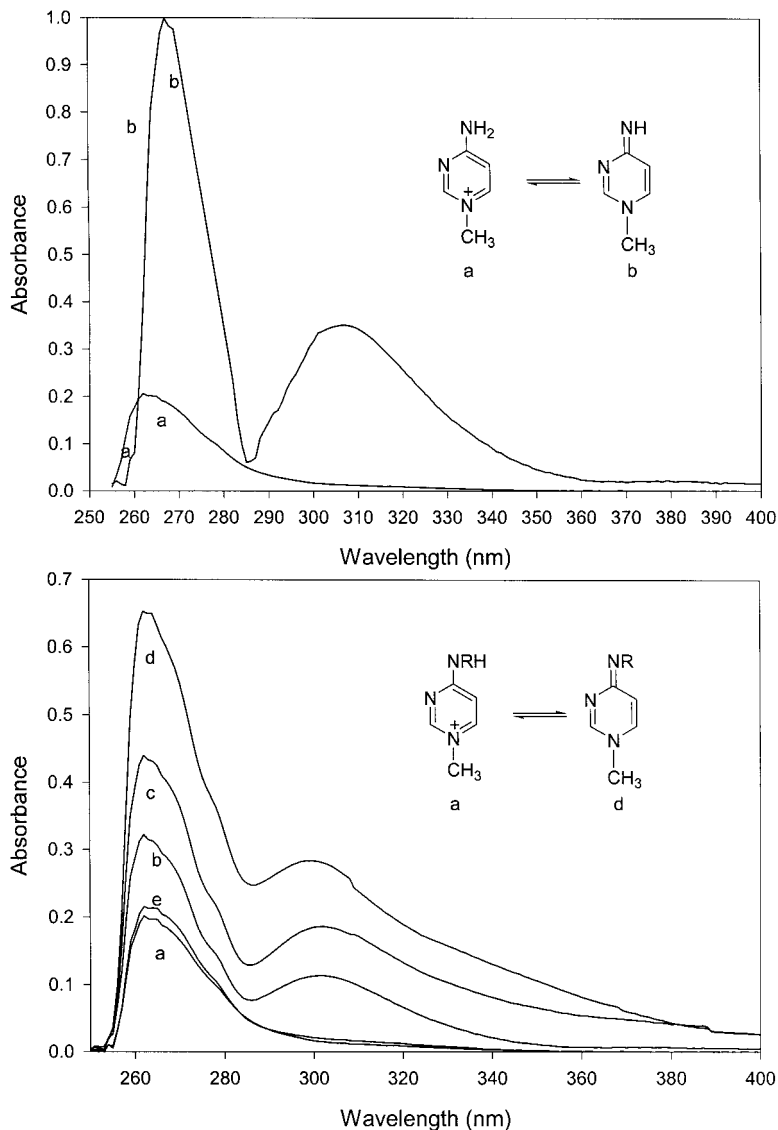 1.0
0.9
0.8
0.7
0.6
0.5
0.4
0.3
0.2
0.1
0.0
Absorbance
b
b
a
a
NH2
N
N
+
CH3
a
NH
N
N
CH3
b
250 260 270 280 290 300 310 320 330 340 350 360 370 380 390 400
Wavelength (nm)
0.7
0.6
0.5
0.4
0.3
0.2
0.1
0.0
Absorbance
d
c
b
e
a
NRH
N
N
+
CH3
a
NR
N
N
CH3
d
260 280 300 320 340 360 380 400
Wavelength (nm)